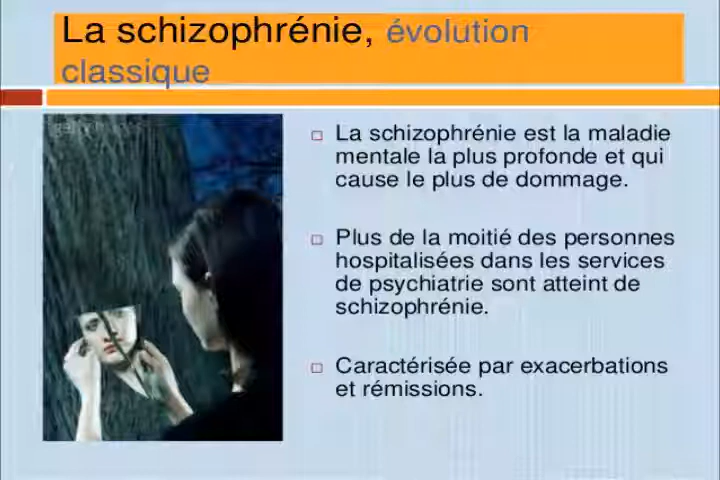 La schizophrénie, évolution
classique
La schizophrénie est la maladie
mentale la plus profonde et qui
cause le plus de dommage.
Plus de la moitié des personnes
hospitalisées dans les services
de psychiatrie sont atteint de
schizophrénie.
Caractérisée par exacerbations
et rémissions.